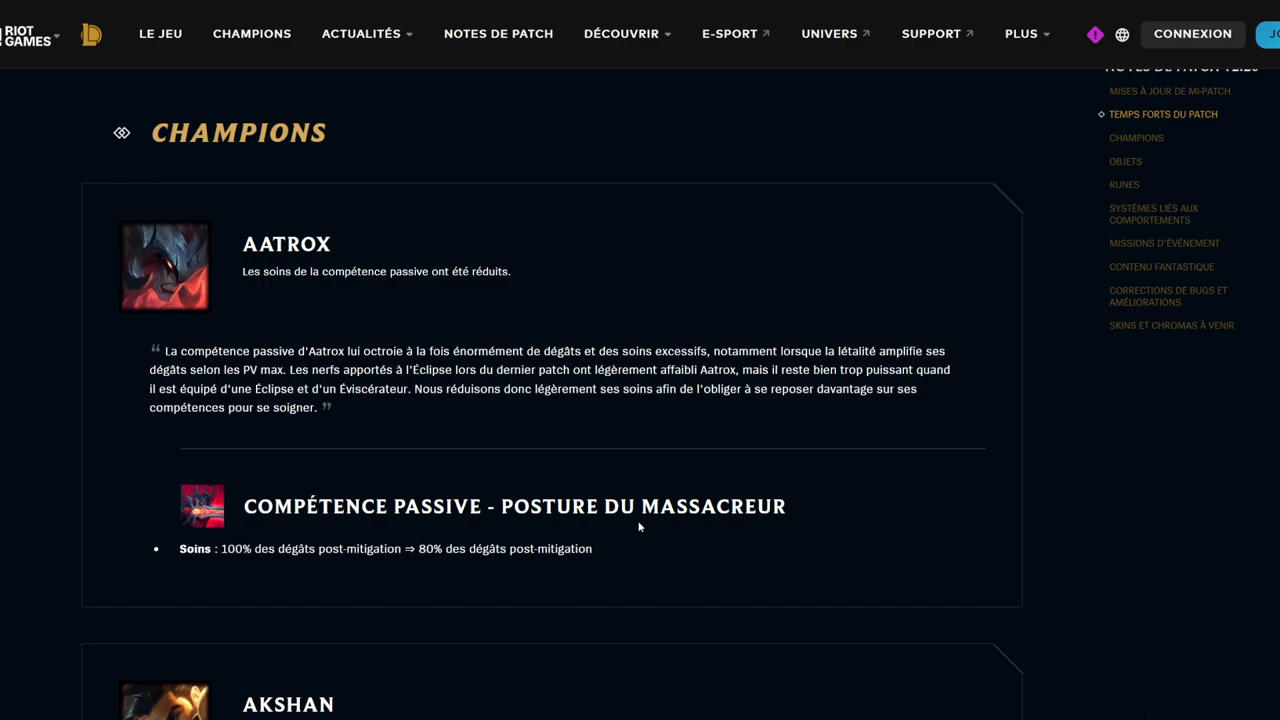 RIOT GAMES
LE JEU CHAMPIONS ACTUALITÉS NOTES DE PATCH DÉCOUVRIR E-SPORT UNIVERS SUPPORT PLUS CONNEXION
MISES À JOUR DE MI-PATCH
TEMPS FORTS DU PATCH
CHAMPIONS
OBJETS
RUNES
SYSTÈMES LIÉS AUX
COMPORTEMENTS
MISSIONS D'ÉVÉNEMENT
CONTENU FANTASTIQUE
CORRECTIONS DE BUGS ET
AMÉLIORATIONS
SKINS ET CHROMAS À VENIR
CHAMPIONS
AATROX
Les soins de la compétence passive ont été réduits.
“ La compétence passive d'Aatrox lui octroie à la fois énormément de dégâts et des soins excessifs, notamment lorsque la létalité amplifie ses
dégâts selon les PV max. Les nerfs apportés à l'Éclipse lors du dernier patch ont légèrement affaibli Aatrox, mais il reste bien trop puissant quand
il est équipé d'une Éclipse et d'un Éviscérateur. Nous réduisons donc légèrement ses soins afin de l'obliger à se reposer davantage sur ses
compétences pour se soigner. ”
COMPÉTENCE PASSIVE - POSTURE DU MASSACREUR
• Soins : 100% des dégâts post-mitigation ⇒ 80% des dégâts post-mitigation
AKSHAN